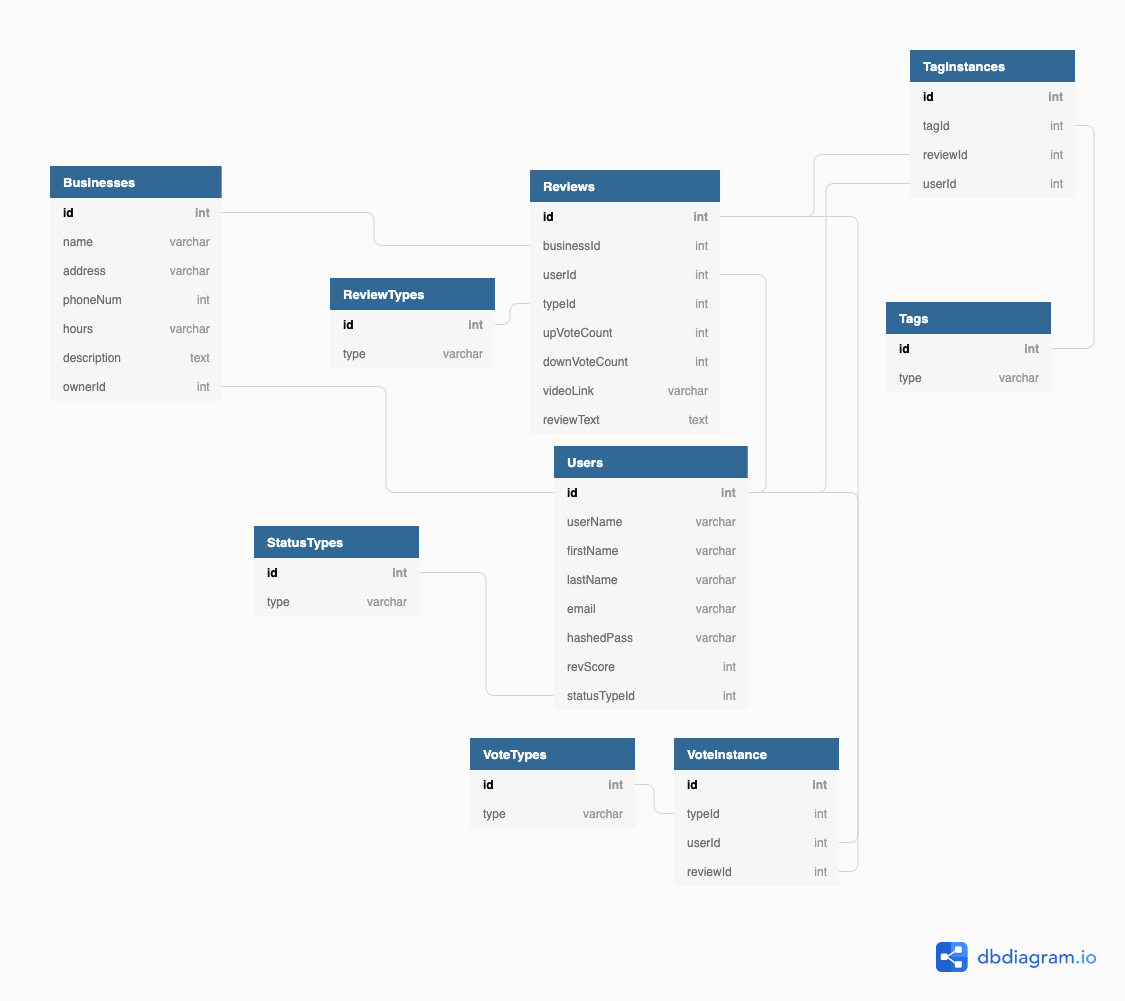 TagInstances
id int
tagId int
reviewId int
userId int
Businesses
id int
name varchar
address varchar
phoneNum int
hours varchar
description text
ownerId int
Reviews
id int
businessId int
userId int
typeId int
upVoteCount int
downVoteCount int
videoLink varchar
reviewText text
ReviewTypes
id int
type varchar
Tags
id int
type varchar
Users
id int
userName varchar
firstName varchar
lastName varchar
email varchar
hashedPass varchar
revScore int
statusTypeId int
StatusTypes
id int
type varchar
VoteTypes
id int
type varchar
VoteInstance
id int
typeId int
userId int
reviewId int
dbdiagram.io